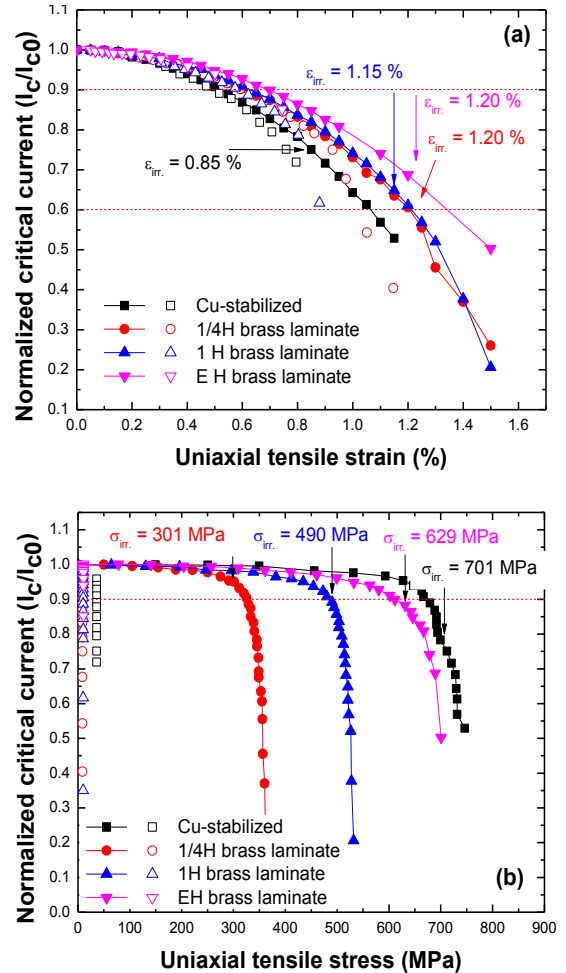 (a)
Normalized critical current (Ic/Ic0)
1.1
1.0
0.9
0.8
0.7
0.6
0.5
0.4
0.3
0.2
0.1
εirr. = 1.15 %
εirr. = 1.20 %
εirr. = 1.20 %
εirr. = 0.85 %
Cu-stabilized
1/4H brass laminate
1 H brass laminate
E H brass laminate
0.0 0.2 0.4 0.6 0.8 1.0 1.2 1.4 1.6
Uniaxial tensile strain (%)
Normalized critical current (Ic/Ic0)
1.1
1.0
0.9
0.8
0.7
0.6
0.5
0.4
0.3
0.2
0.1
0.0
σirr. = 301 MPa
σirr. = 490 MPa
σirr. = 629 MPa
σirr. = 701 MPa
Cu-stabilized
1/4H brass laminate
1H brass laminate
EH brass laminate
(b)
0 100 200 300 400 500 600 700 800 900
Uniaxial tensile stress (MPa)